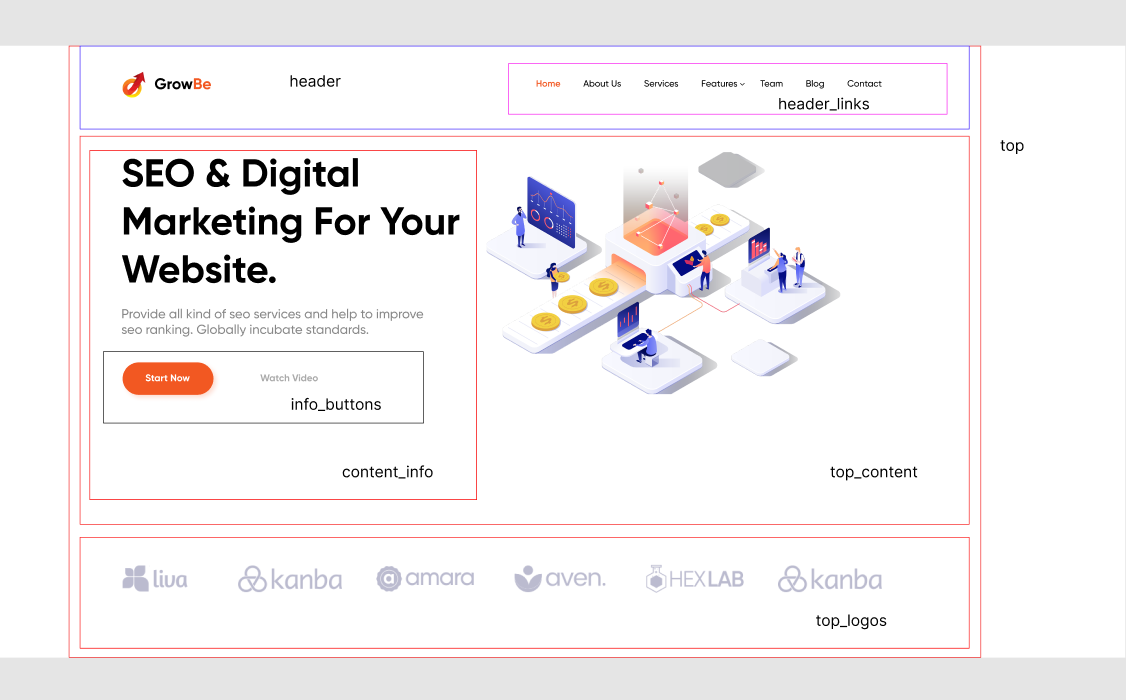 GrowBe
header
Home About Us Services Features Team Blog Contact
header_links
top
SEO & Digital
Marketing For Your
Website.
Provide all kind of seo services and help to improve
seo ranking. Globally incubate standards.
Start Now Watch Video
info_buttons
content_info
top_content
liva kanba amara aven. HEXLAB kanba
top_logos